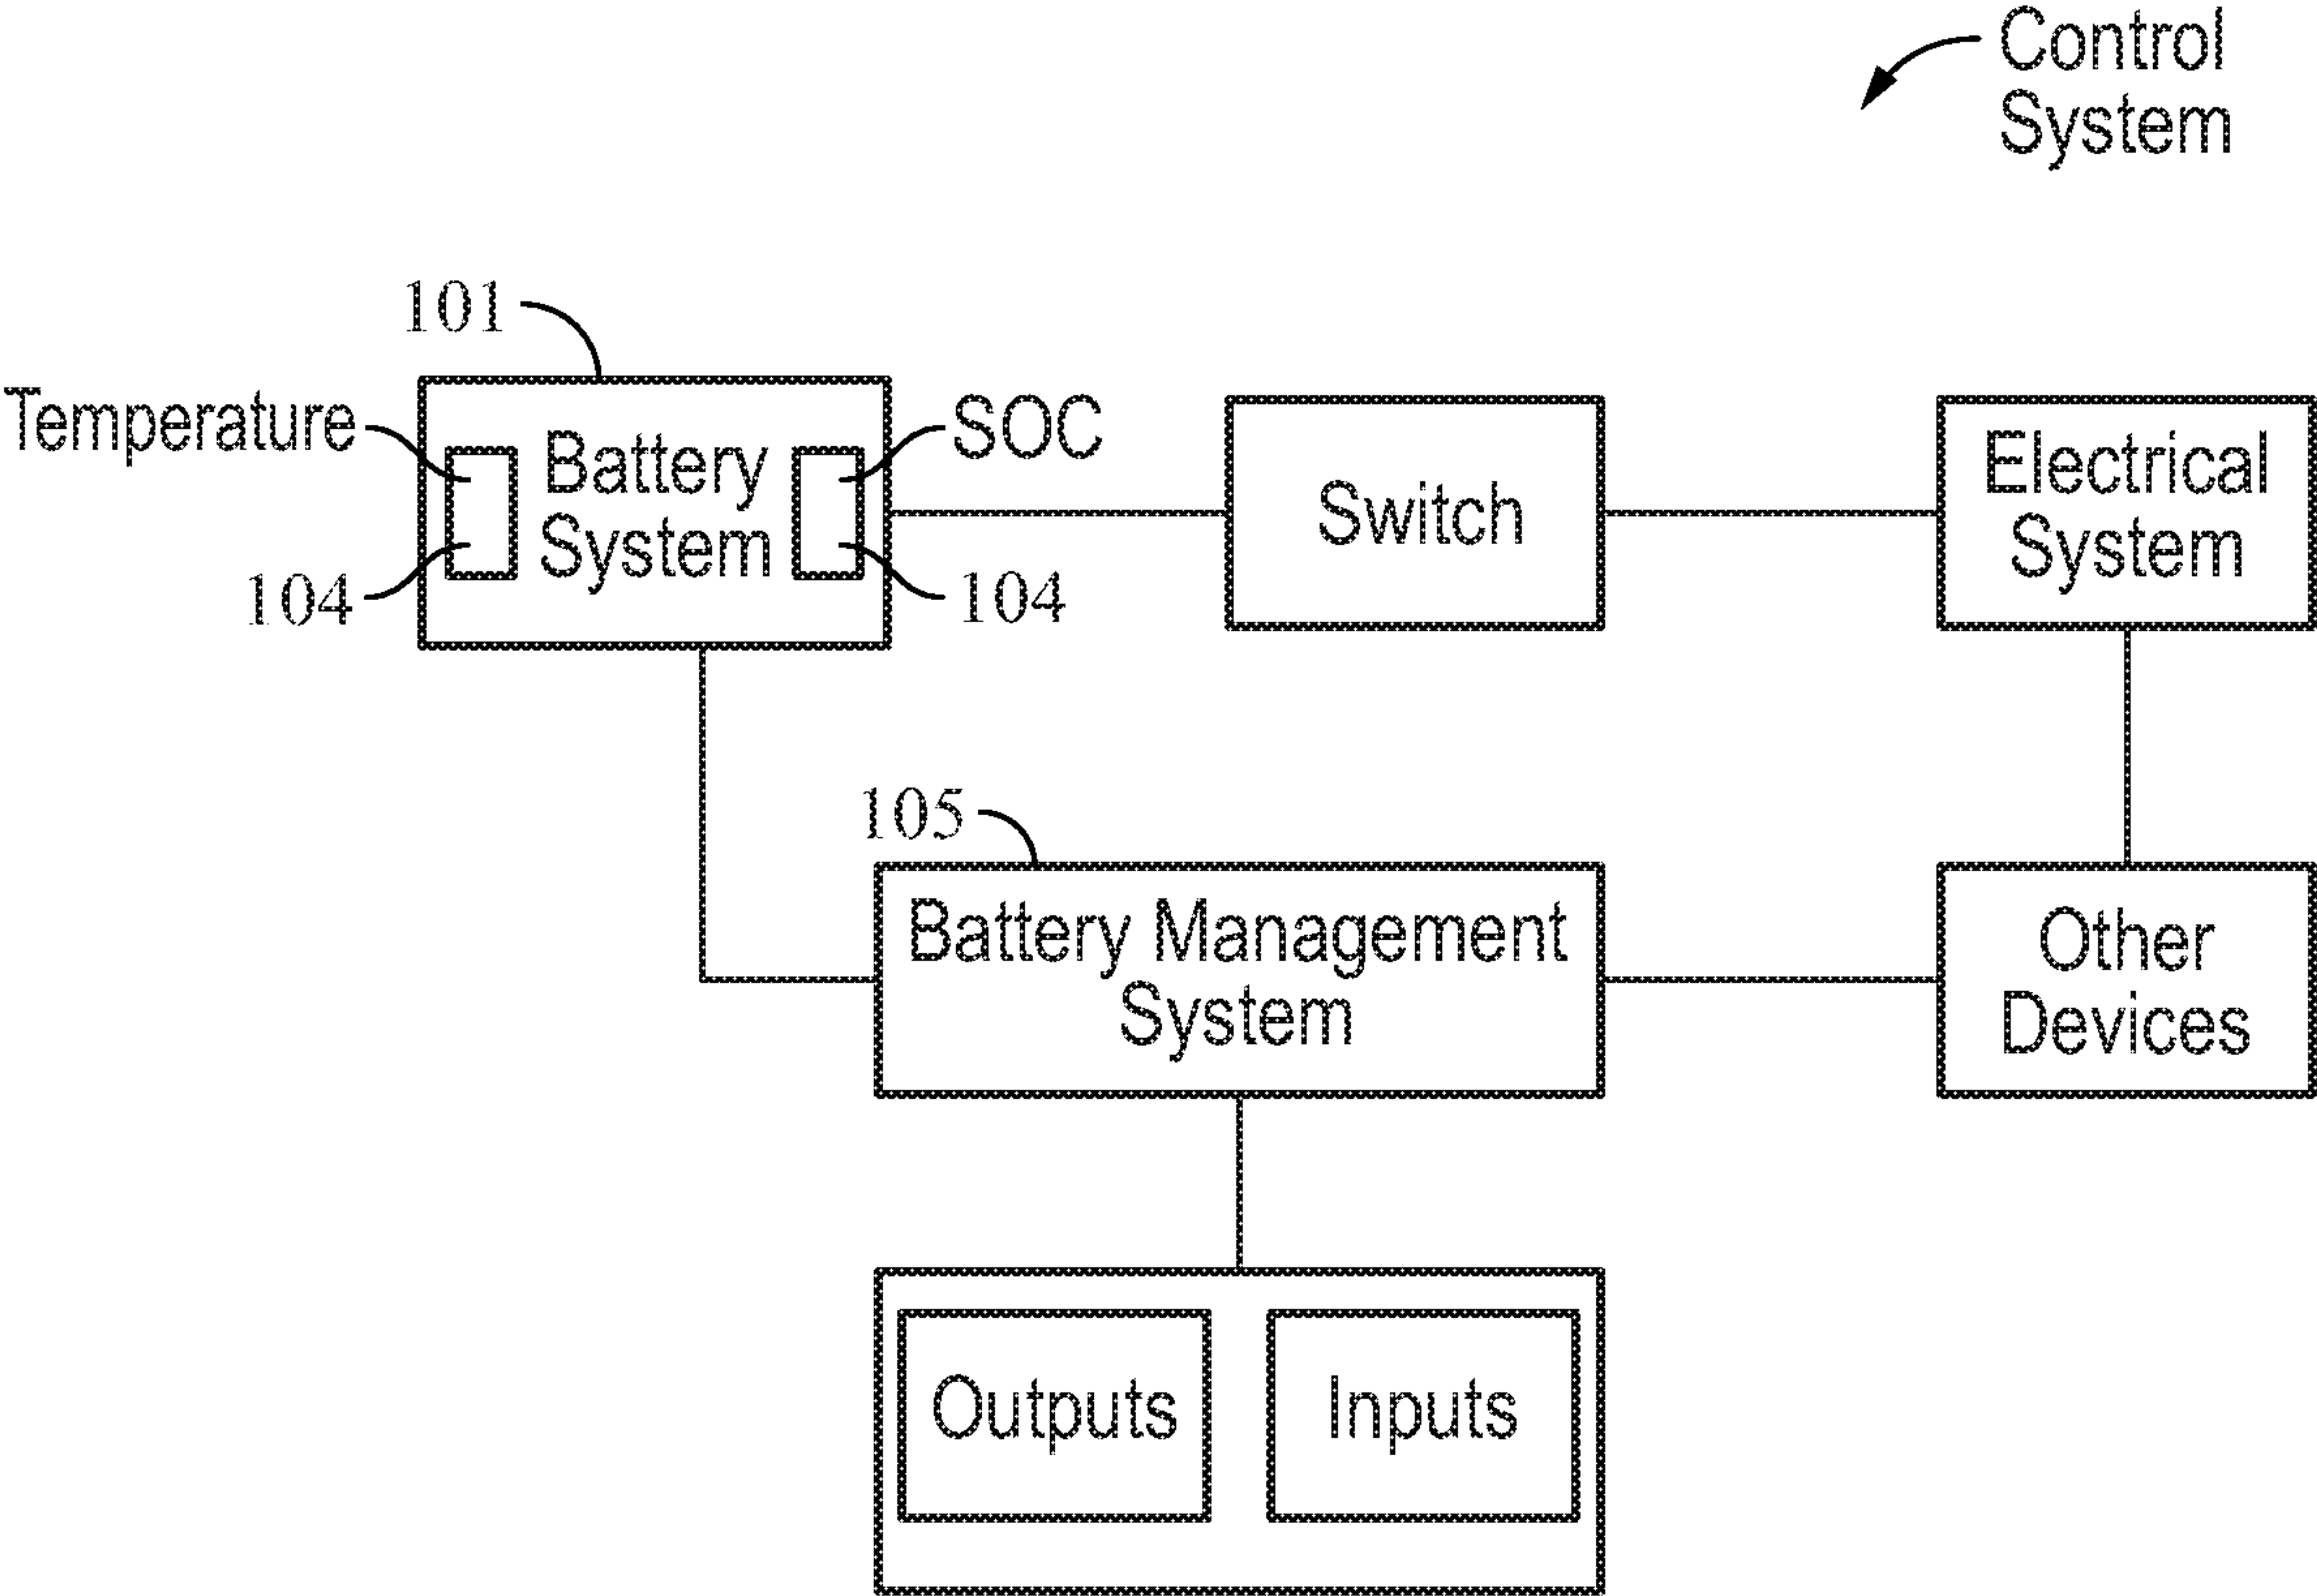 Control
System
101
Temperature
SOC
Battery
System
104
104
Switch
Electrical
System
105
Battery Management
System
Other
Devices
Outputs
Inputs